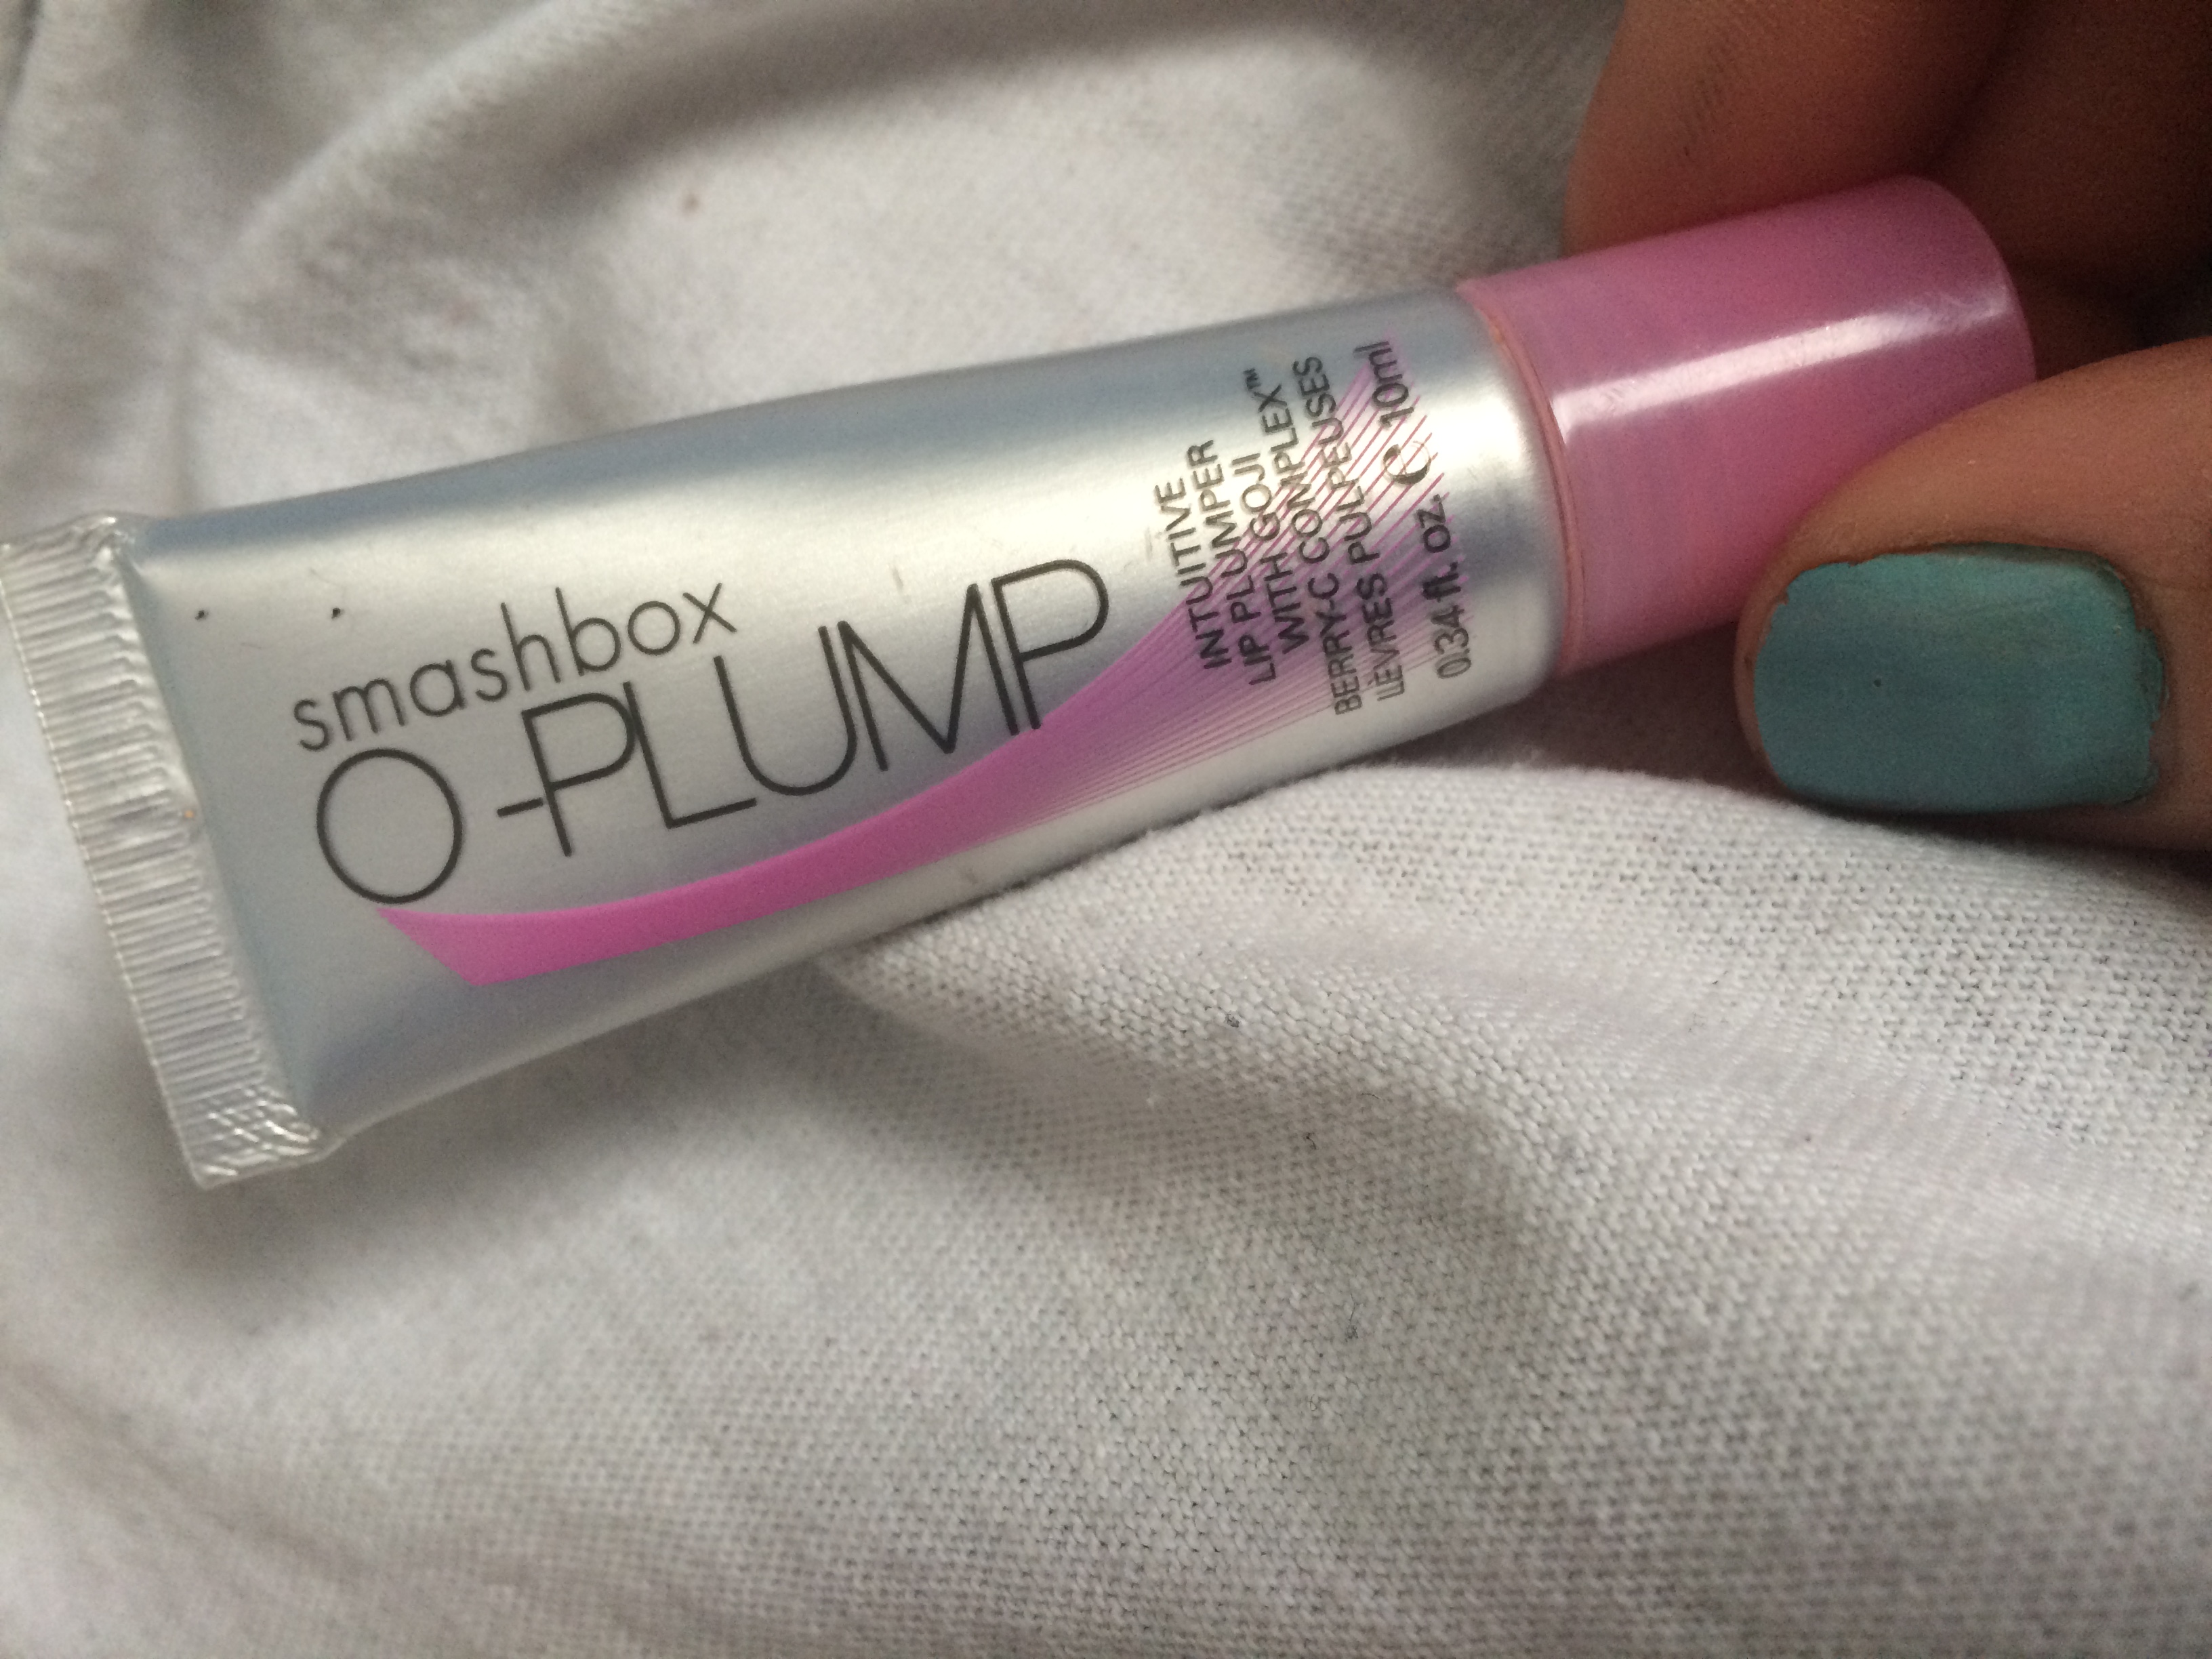 smashbox
O-PLUMP
INTUITIVE
LIP PLUMPER
WITH GOJI
BERRY-C COMPLEX™
LÈVRES PULPEUSES
0.34 fl. oz. ℮ 10ml